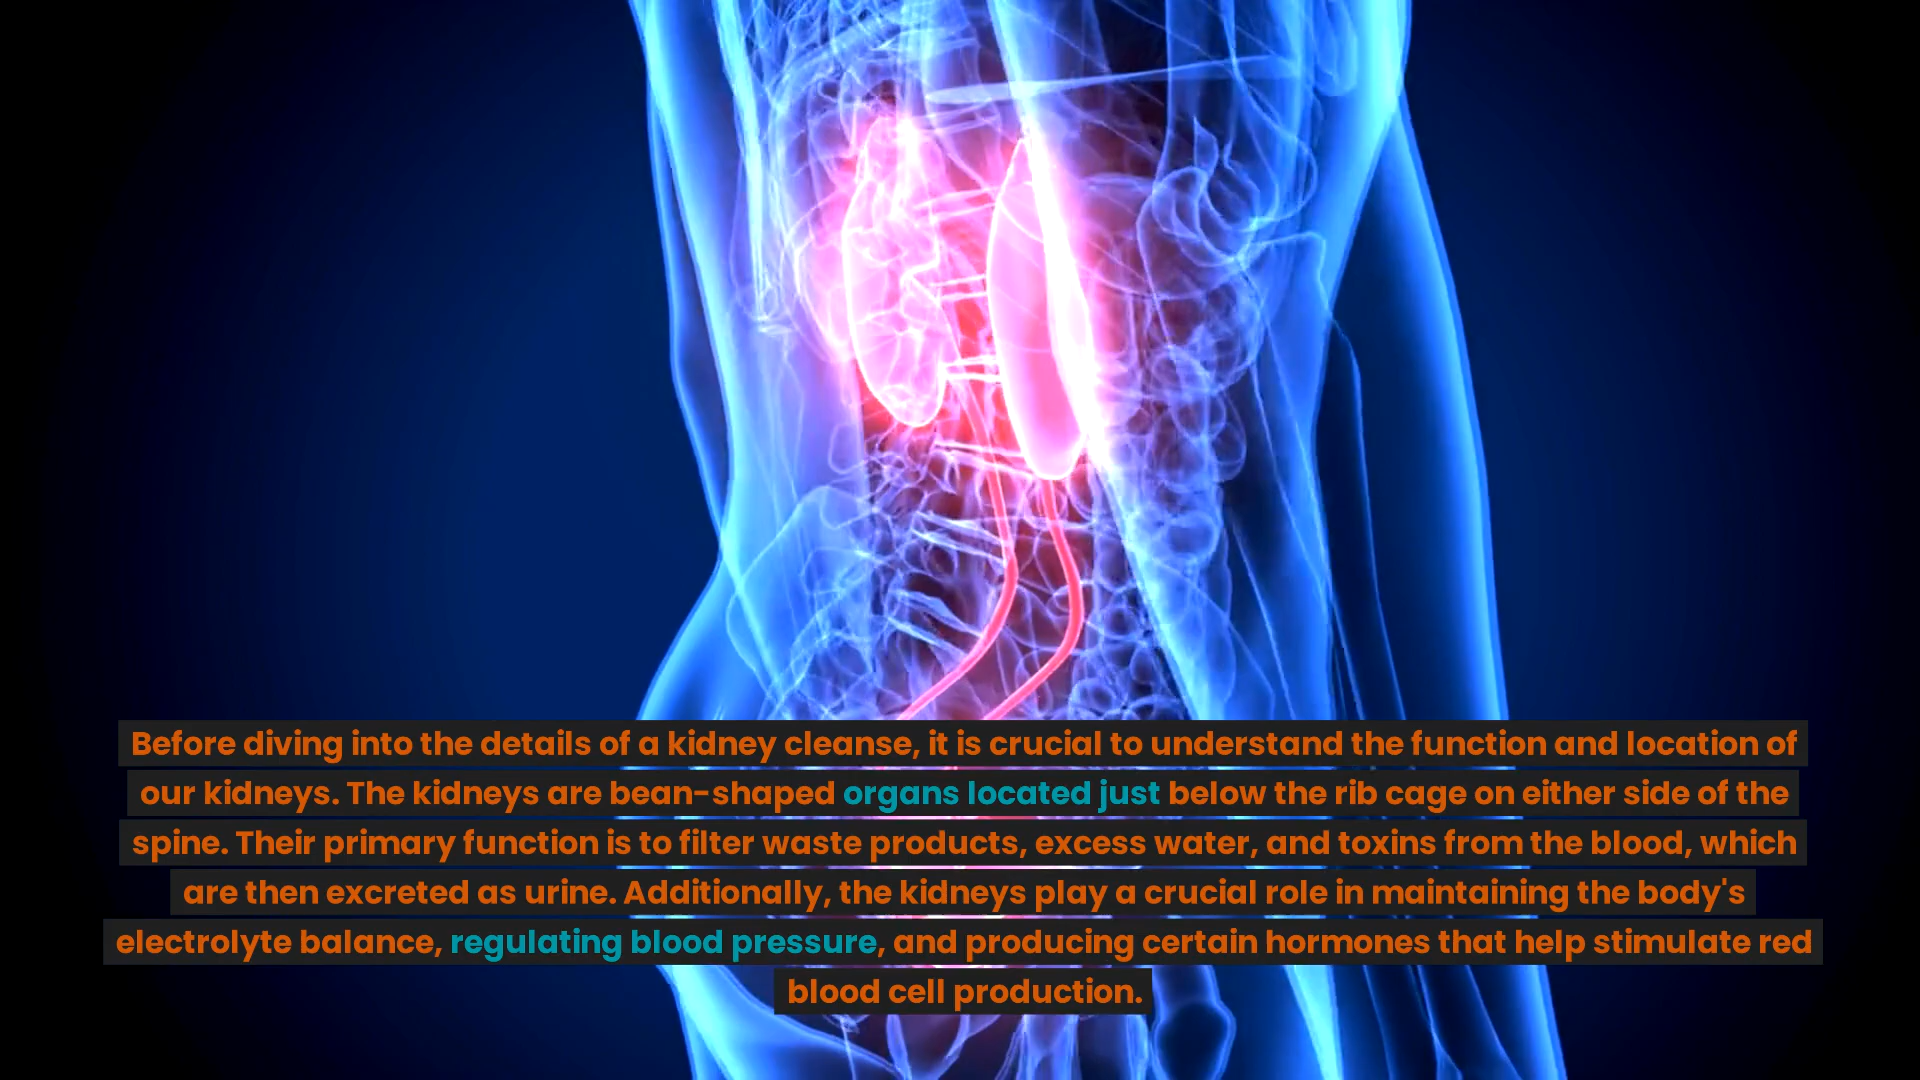 Before diving into the details of a kidney cleanse, it is crucial to understand the function and location of
our kidneys. The kidneys are bean-shaped organs located just below the rib cage on either side of the
spine. Their primary function is to filter waste products, excess water, and toxins from the blood, which
are then excreted as urine. Additionally, the kidneys play a crucial role in maintaining the body's
electrolyte balance, regulating blood pressure, and producing certain hormones that help stimulate red
blood cell production.